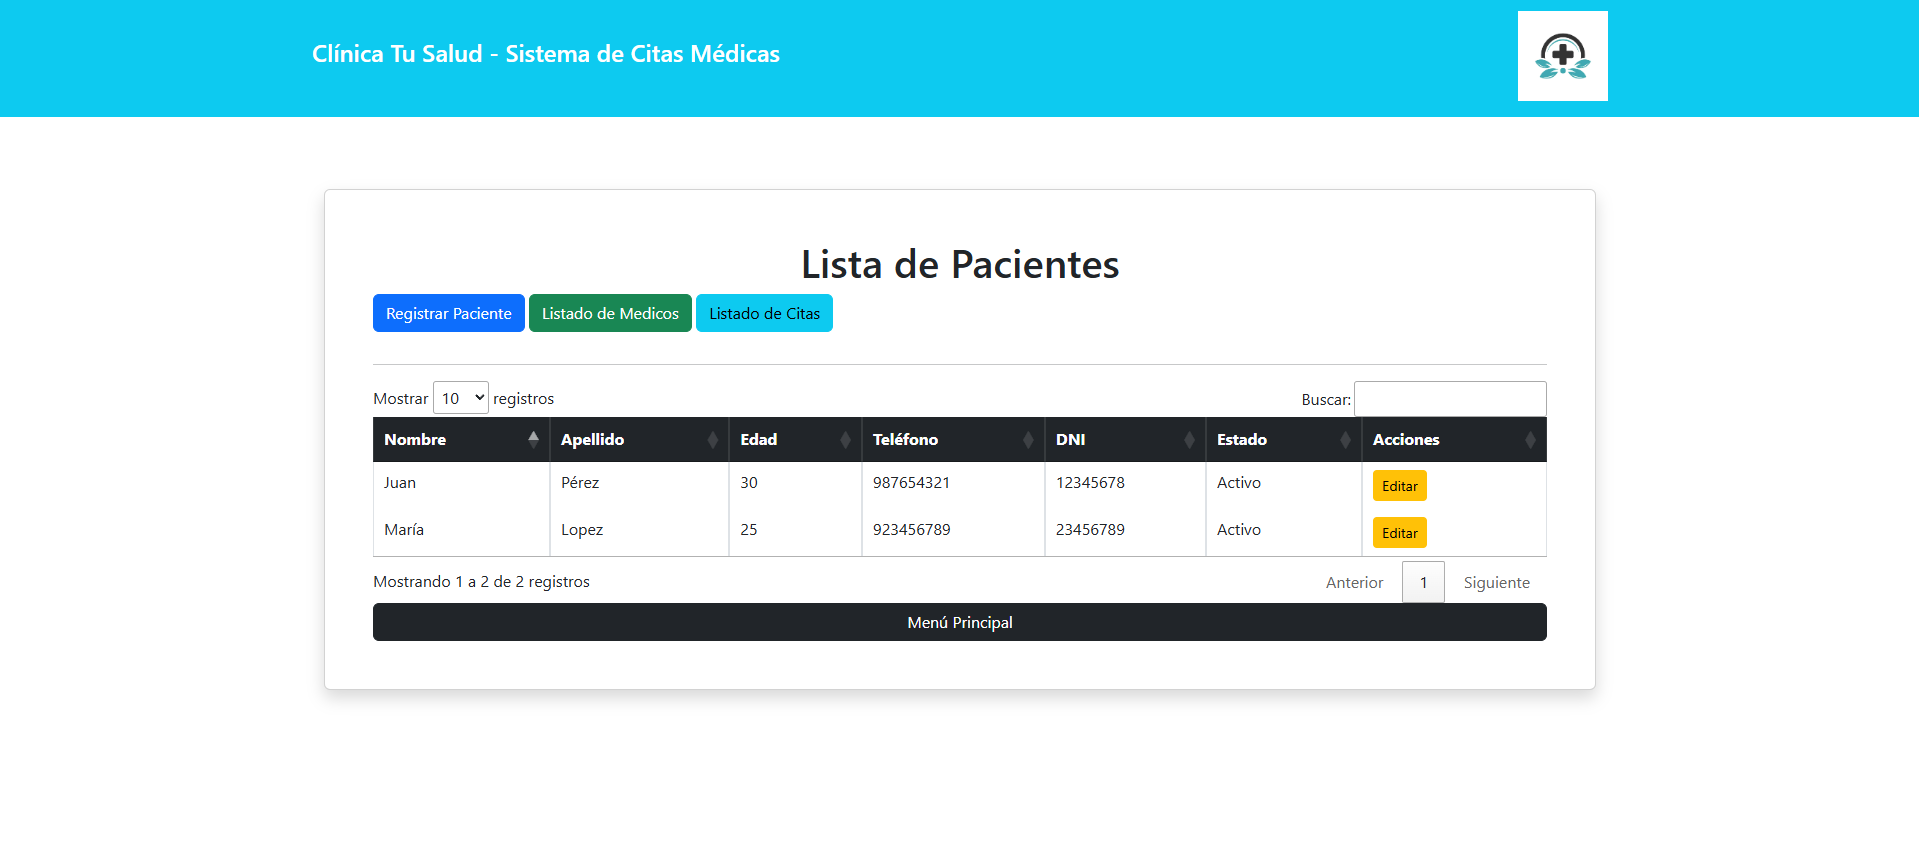 Clínica Tu Salud - Sistema de Citas Médicas
Lista de Pacientes
Registrar Paciente Listado de Medicos Listado de Citas
Mostrar 10 registros Buscar:
Nombre Apellido Edad Teléfono DNI Estado Acciones
Juan Pérez 30 987654321 12345678 Activo Editar
María Lopez 25 923456789 23456789 Activo Editar
Mostrando 1 a 2 de 2 registros Anterior 1 Siguiente
Menú Principal